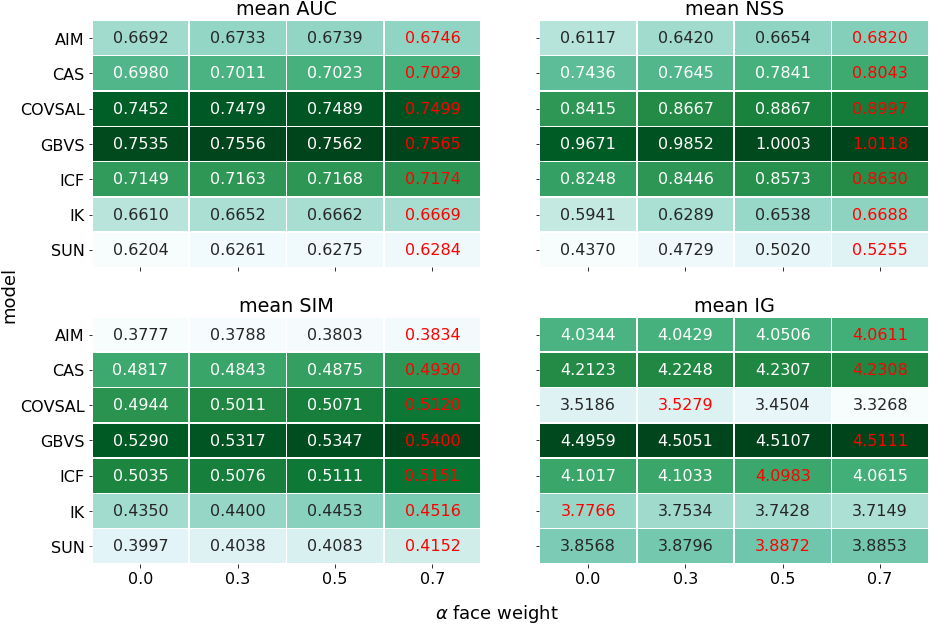 mean AUC mean NSS
AIM 0.6692 0.6733 0.6739 0.6746 0.6117 0.6420 0.6654 0.6820
CAS 0.6980 0.7011 0.7023 0.7029 0.7436 0.7645 0.7841 0.8043
COVSAL 0.7452 0.7479 0.7489 0.7499 0.8415 0.8667 0.8867 0.8997
GBVS 0.7535 0.7556 0.7562 0.7565 0.9671 0.9852 1.0003 1.0118
ICF 0.7149 0.7163 0.7168 0.7174 0.8248 0.8446 0.8573 0.8630
IK 0.6610 0.6652 0.6662 0.6669 0.5941 0.6289 0.6538 0.6688
SUN 0.6204 0.6261 0.6275 0.6284 0.4370 0.4729 0.5020 0.5255
model
mean SIM mean IG
AIM 0.3777 0.3788 0.3803 0.3834 4.0344 4.0429 4.0506 4.0611
CAS 0.4817 0.4843 0.4875 0.4930 4.2123 4.2248 4.2307 4.2308
COVSAL 0.4944 0.5011 0.5071 0.5120 3.5186 3.5279 3.4504 3.3268
GBVS 0.5290 0.5317 0.5347 0.5400 4.4959 4.5051 4.5107 4.5111
ICF 0.5035 0.5076 0.5111 0.5151 4.1017 4.1033 4.0983 4.0615
IK 0.4350 0.4400 0.4453 0.4516 3.7766 3.7534 3.7428 3.7149
SUN 0.3997 0.4038 0.4083 0.4152 3.8568 3.8796 3.8872 3.8853
0.0 0.3 0.5 0.7 0.0 0.3 0.5 0.7
α face weight